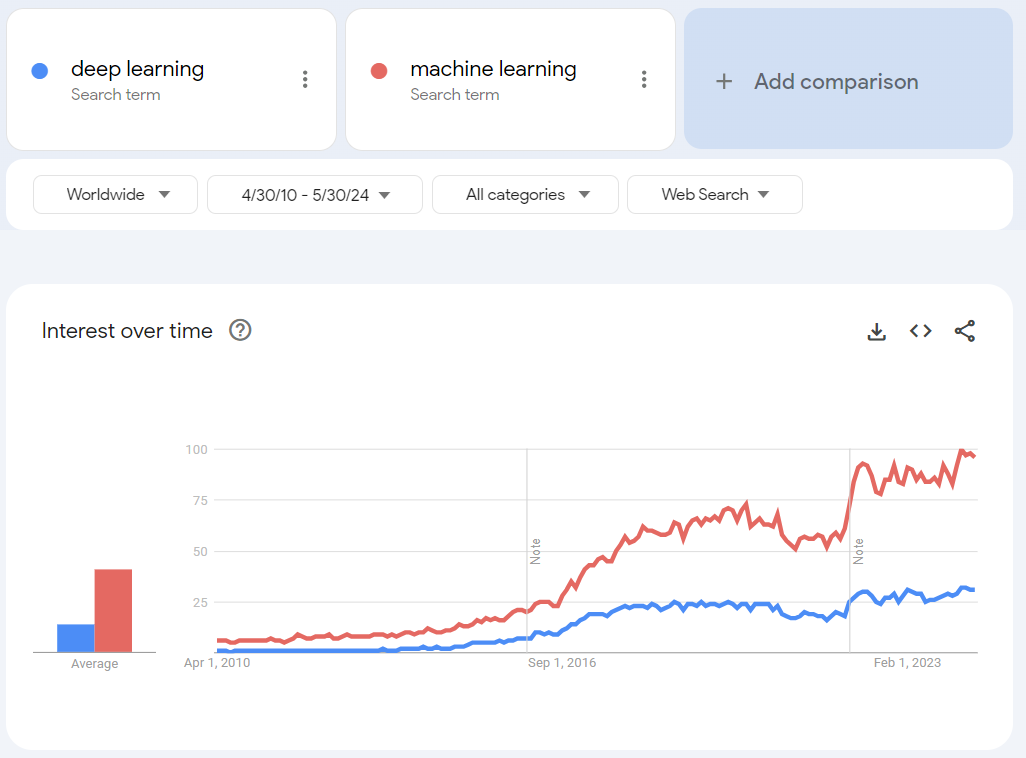 deep learning
Search term
machine learning
Search term
+ Add comparison
Worldwide
4/30/10 - 5/30/24
All categories
Web Search
Interest over time
?
100
75
50
25
Note
Note
Average
Apr 1, 2010
Sep 1, 2016
Feb 1, 2023